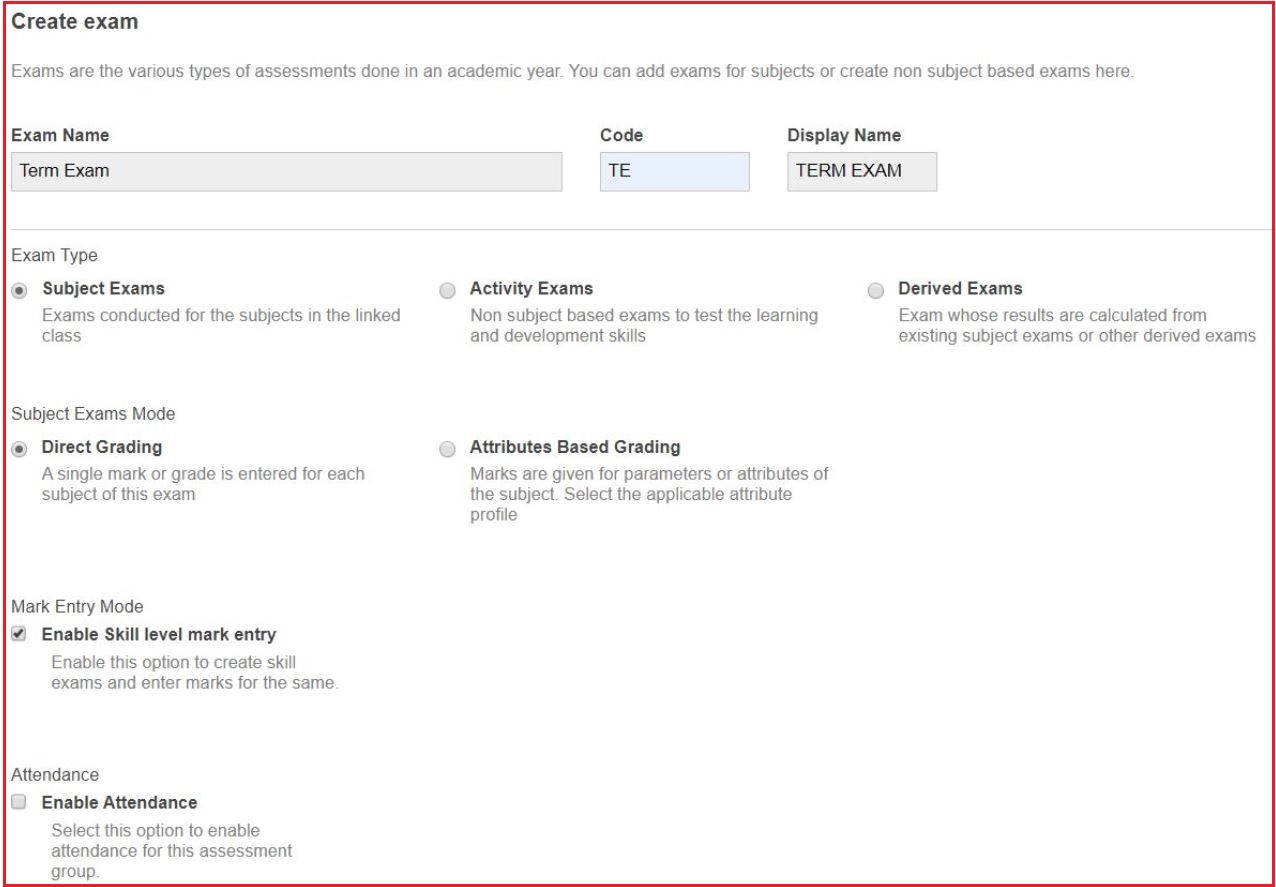 Create exam
Exams are the various types of assessments done in an academic year. You can add exams for subjects or create non subject based exams here.
Exam Name
Code
Display Name
Term Exam
TE
TERM EXAM
Exam Type
Subject Exams
Exams conducted for the subjects in the linked
class
Activity Exams
Non subject based exams to test the learning
and development skills
Derived Exams
Exam whose results are calculated from
existing subject exams or other derived exams
Subject Exams Mode
Direct Grading
A single mark or grade is entered for each
subject of this exam
Attributes Based Grading
Marks are given for parameters or attributes of
the subject. Select the applicable attribute
profile
Mark Entry Mode
Enable Skill level mark entry
Enable this option to create skill
exams and enter marks for the same.
Attendance
Enable Attendance
Select this option to enable
attendance for this assessment
group.